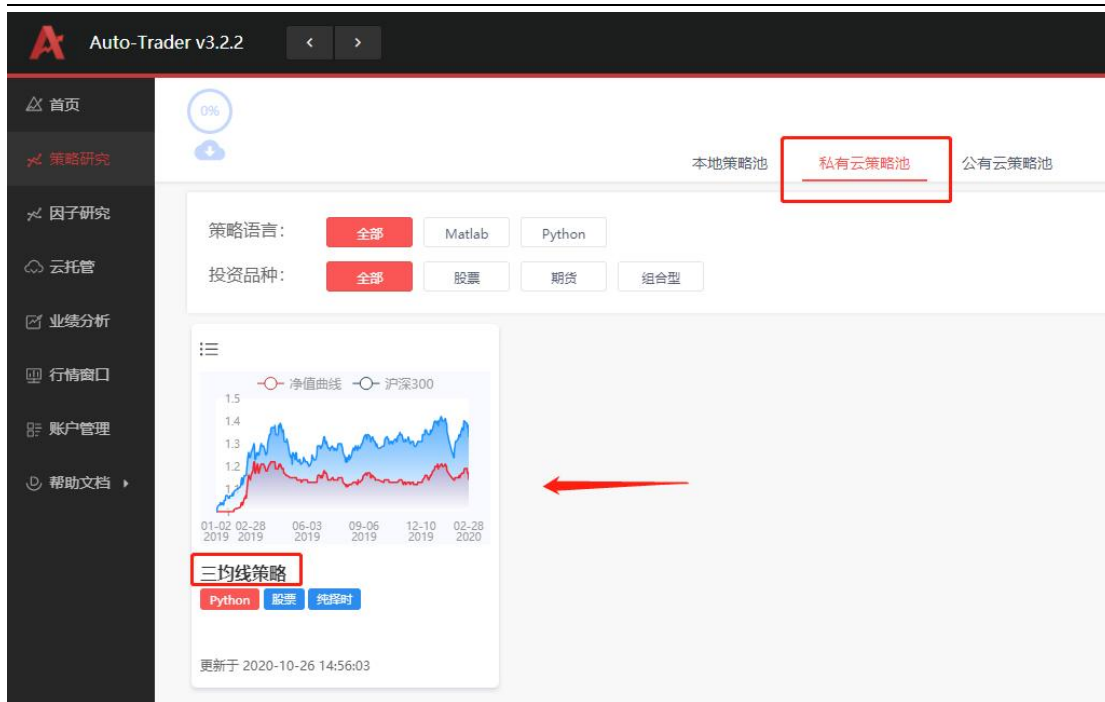 Auto-Trader v3.2.2
首页
策略研究
因子研究
云托管
业绩分析
行情窗口
账户管理
帮助文档
0%
本地策略池 私有云策略池 公有云策略池
策略语言: 全部 Matlab Python
投资品种: 全部 股票 期货 组合型
净值曲线 沪深300
1.5
1.4
1.3
1.2
1.1
01-02 02-28 06-03 09-06 12-10 02-28
2019 2019 2019 2019 2019 2020
三均线策略
Python 股票 纯择时
更新于 2020-10-26 14:56:03